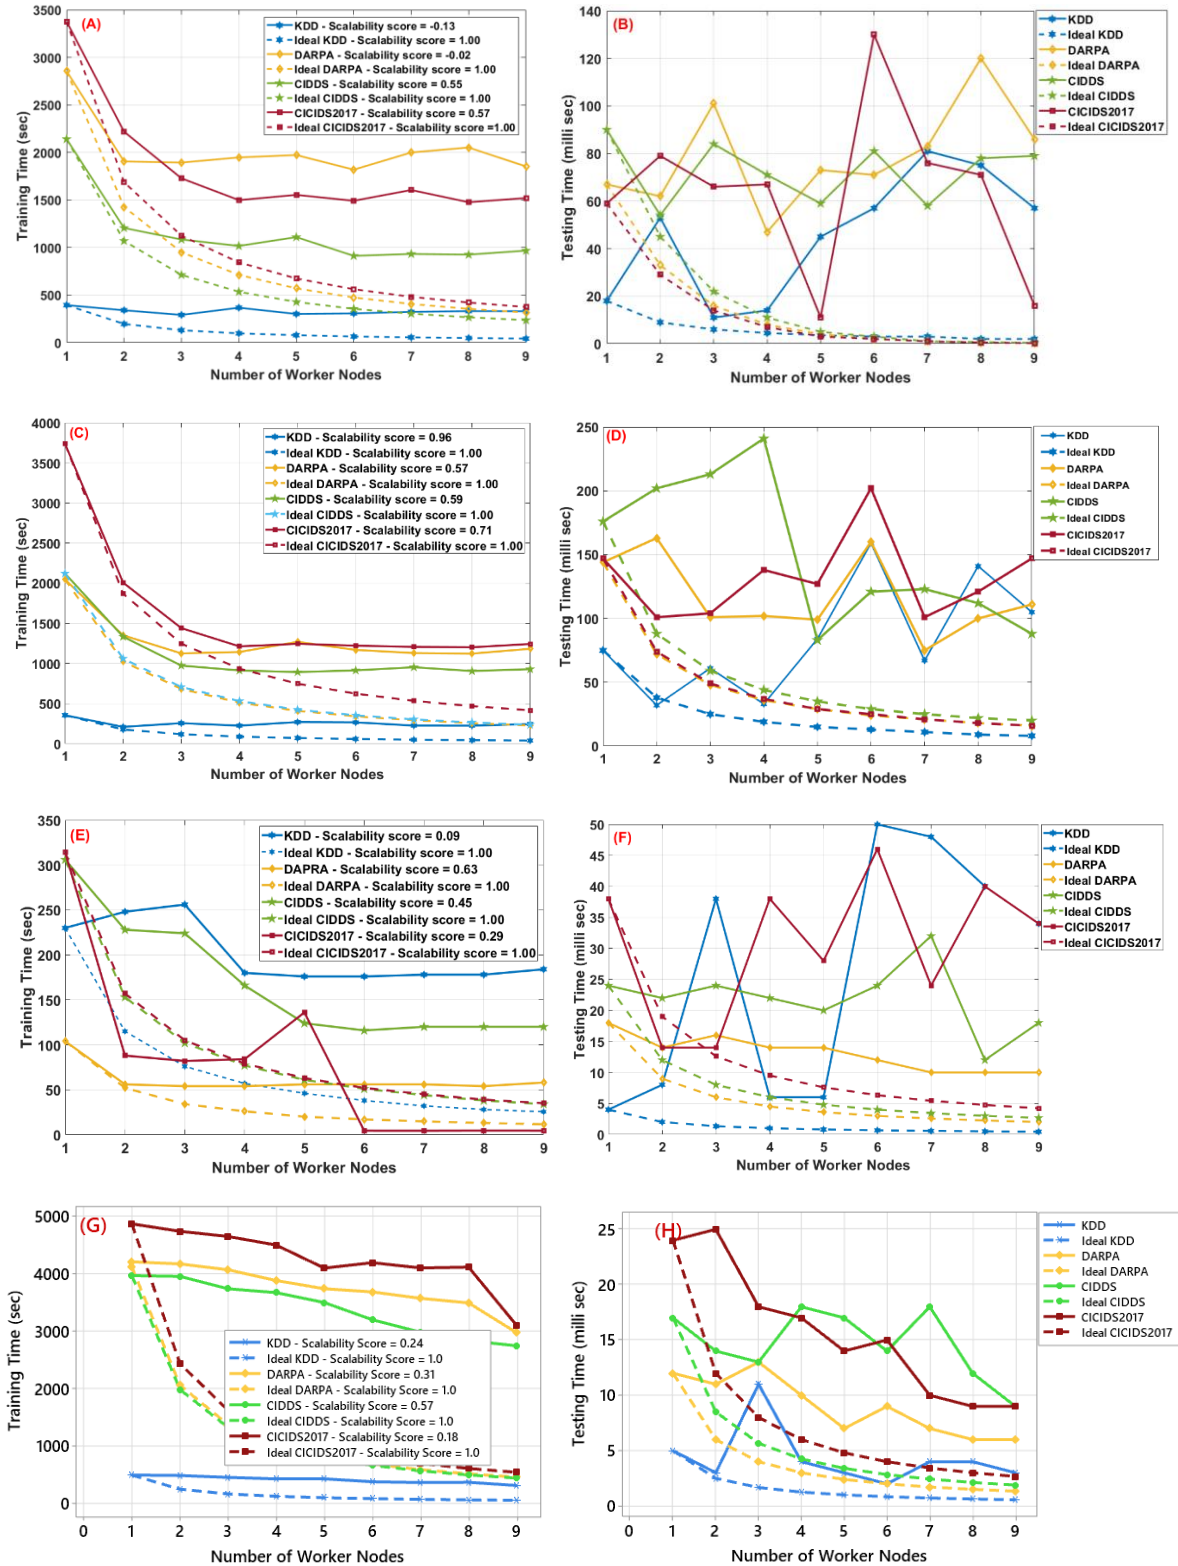 (A)
KDD - Scalability score = -0.13
Ideal KDD - Scalability score = 1.00
DARPA - Scalability score = -0.02
Ideal DARPA - Scalability score = 1.00
CIDDS - Scalability score = 0.55
Ideal CIDDS - Scalability score = 1.00
CICIDS2017 - Scalability score = 0.57
Ideal CICIDS2017 - Scalability score =1.00
Training Time (sec)
3500
3000
2500
2000
1500
1000
500
0
1 2 3 4 5 6 7 8 9
Number of Worker Nodes
(B)
KDD
Ideal KDD
DARPA
Ideal DARPA
CIDDS
Ideal CIDDS
CICIDS2017
Ideal CICIDS2017
Testing Time (milli sec)
140
120
100
80
60
40
20
0
1 2 3 4 5 6 7 8 9
Number of Worker Nodes
(C)
KDD - Scalability score = 0.96
Ideal KDD - Scalability score = 1.00
DARPA - Scalability score = 0.57
Ideal DARPA - Scalability score = 1.00
CIDDS - Scalability score = 0.59
Ideal CIDDS - Scalability score = 1.00
CICIDS2017 - Scalability score = 0.71
Ideal CICIDS2017 - Scalability score = 1.00
Training Time (sec)
4000
3500
3000
2500
2000
1500
1000
500
0
1 2 3 4 5 6 7 8 9
Number of Worker Nodes
(D)
KDD
Ideal KDD
DARPA
Ideal DARPA
CIDDS
Ideal CIDDS
CICIDS2017
Ideal CICIDS2017
Testing Time (milli sec)
250
200
150
100
50
0
1 2 3 4 5 6 7 8 9
Number of Worker Nodes
(E)
KDD - Scalability score = 0.09
Ideal KDD - Scalability score = 1.00
DAPRA - Scalability score = 0.63
Ideal DARPA - Scalability score = 1.00
CIDDS - Scalability score = 0.45
Ideal CIDDS - Scalability score = 1.00
CICIDS2017 - Scalability score = 0.29
Ideal CICIDS2017 - Scalability score = 1.00
Training Time (sec)
350
300
250
200
150
100
50
0
1 2 3 4 5 6 7 8 9
Number of Worker Nodes
(F)
KDD
Ideal KDD
DARPA
Ideal DARPA
CIDDS
Ideal CIDDS
CICIDS2017
Ideal CICIDS2017
Testing Time (milli sec)
50
45
40
35
30
25
20
15
10
5
0
1 2 3 4 5 6 7 8 9
Number of Worker Nodes
(G)
KDD - Scalability Score = 0.24
Ideal KDD - Scalability Score = 1.0
DARPA - Scalability Score = 0.31
Ideal DARPA - Scalability Score = 1.0
CIDDS - Scalability Score = 0.57
Ideal CIDDS - Scalability Score = 1.0
CICIDS2017 - Scalability Score = 0.18
Ideal CICIDS2017 - Scalability Score = 1.0
Training Time (sec)
5000
4000
3000
2000
1000
0
0 1 2 3 4 5 6 7 8 9
Number of Worker Nodes
(H)
KDD
Ideal KDD
DARPA
Ideal DARPA
CIDDS
Ideal CIDDS
CICIDS2017
Ideal CICIDS2017
Testing Time (milli sec)
25
20
15
10
5
0
0 1 2 3 4 5 6 7 8 9
Number of Worker Nodes